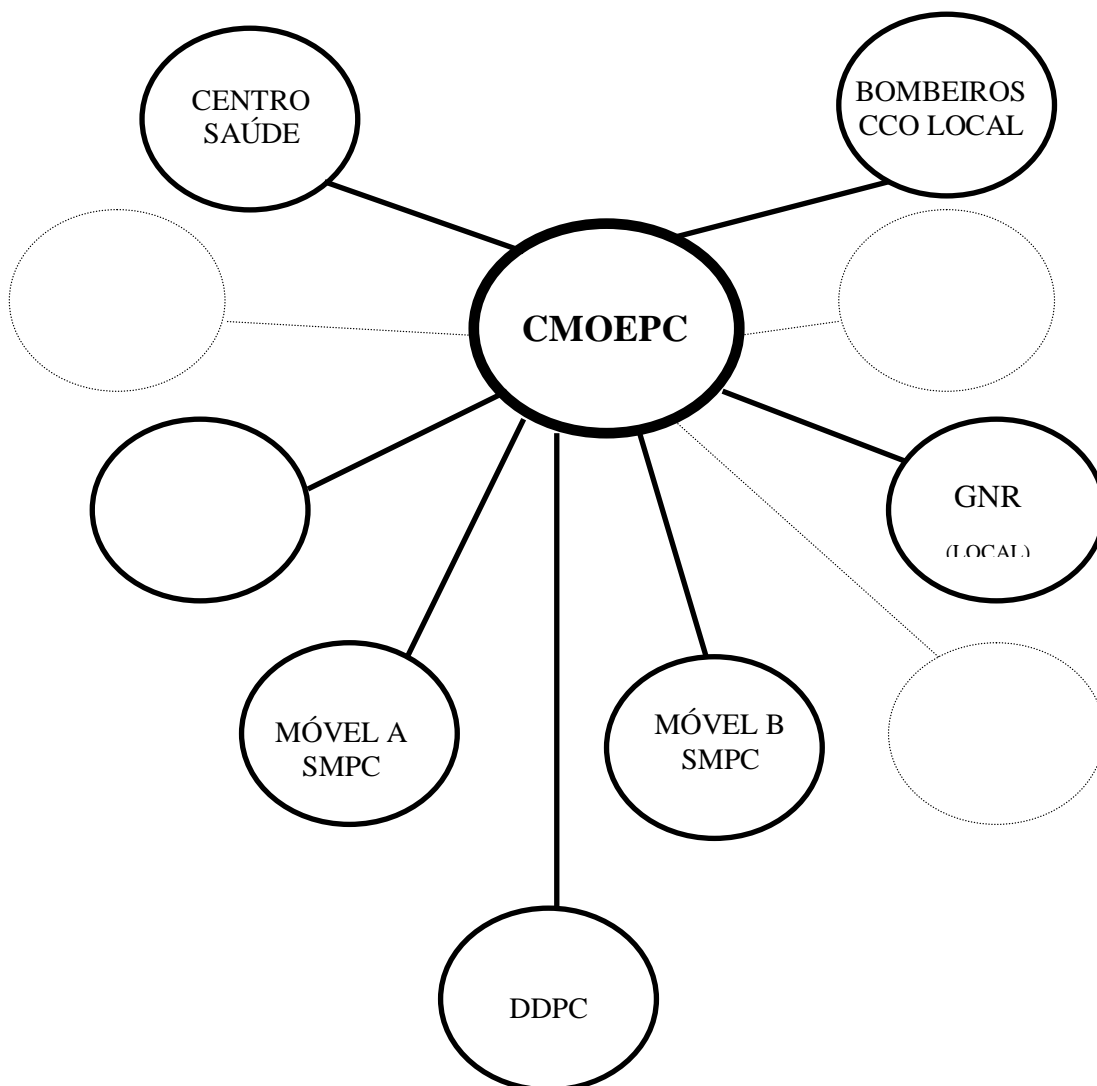 CENTRO
SAÚDE
BOMBEIROS
CCO LOCAL
CMOEPC
GNR
(LOCAL)
MÓVEL A
SMPC
MÓVEL B
SMPC
DDPC